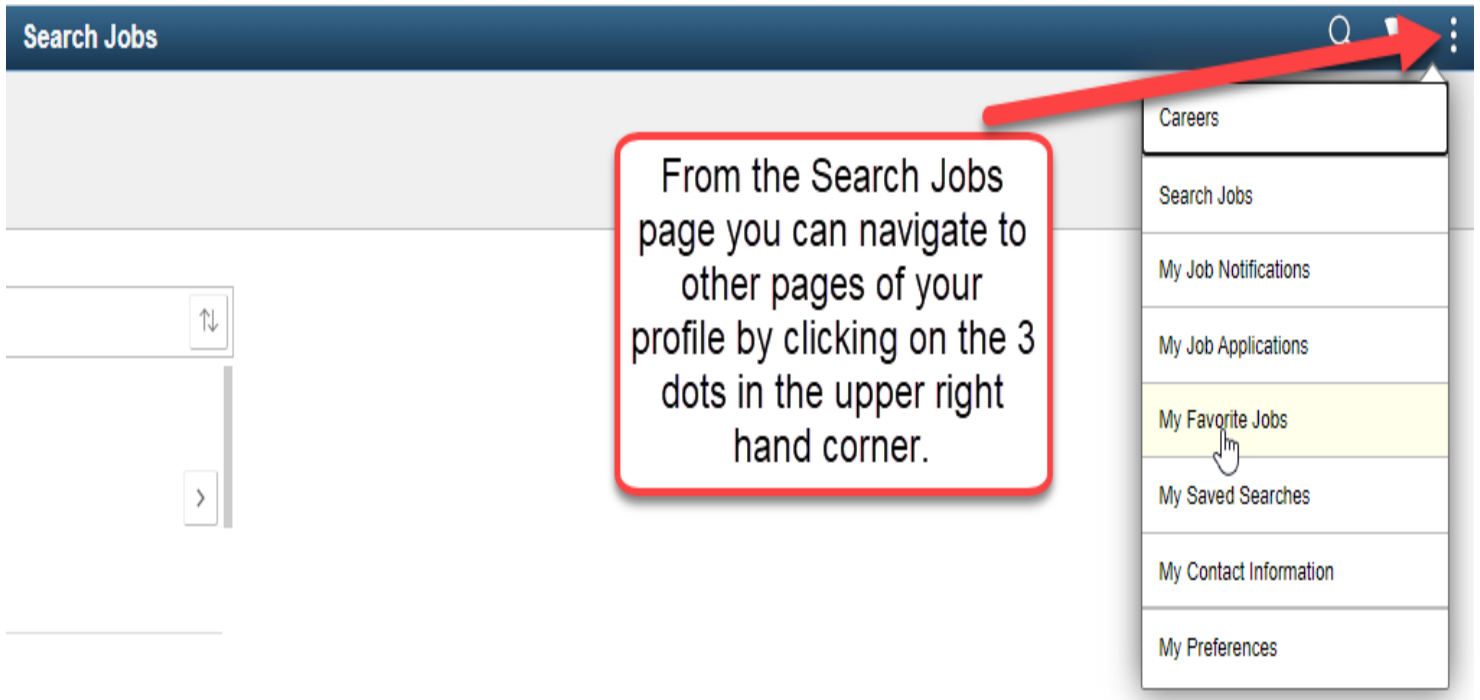 Search Jobs
From the Search Jobs
page you can navigate to
other pages of your
profile by clicking on the 3
dots in the upper right
hand corner.
Careers
Search Jobs
My Job Notifications
My Job Applications
My Favorite Jobs
My Saved Searches
My Contact Information
My Preferences